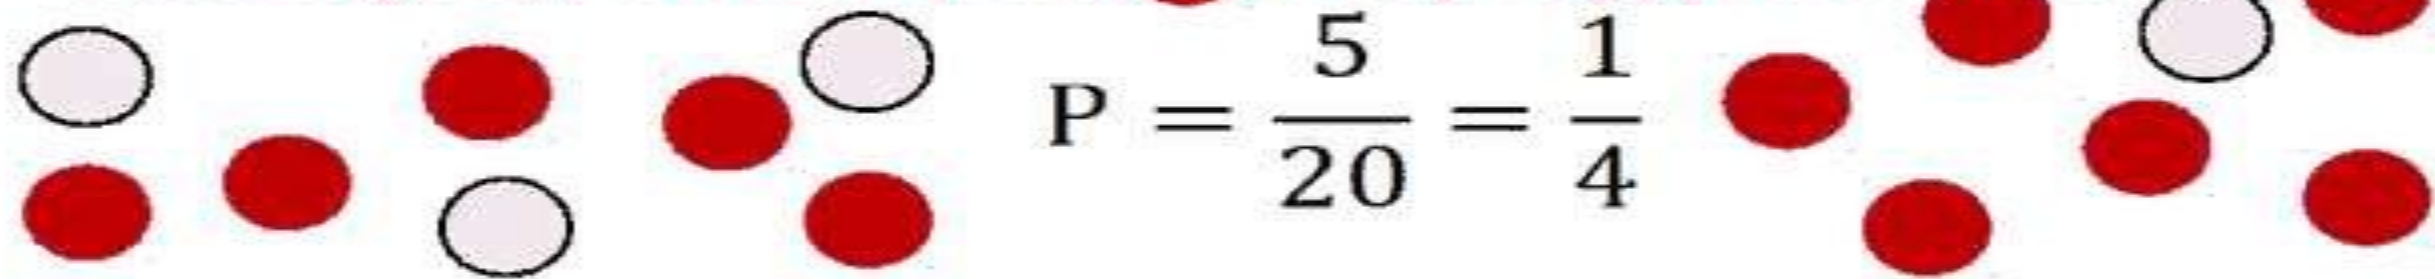 P = 5/20 = 1/4